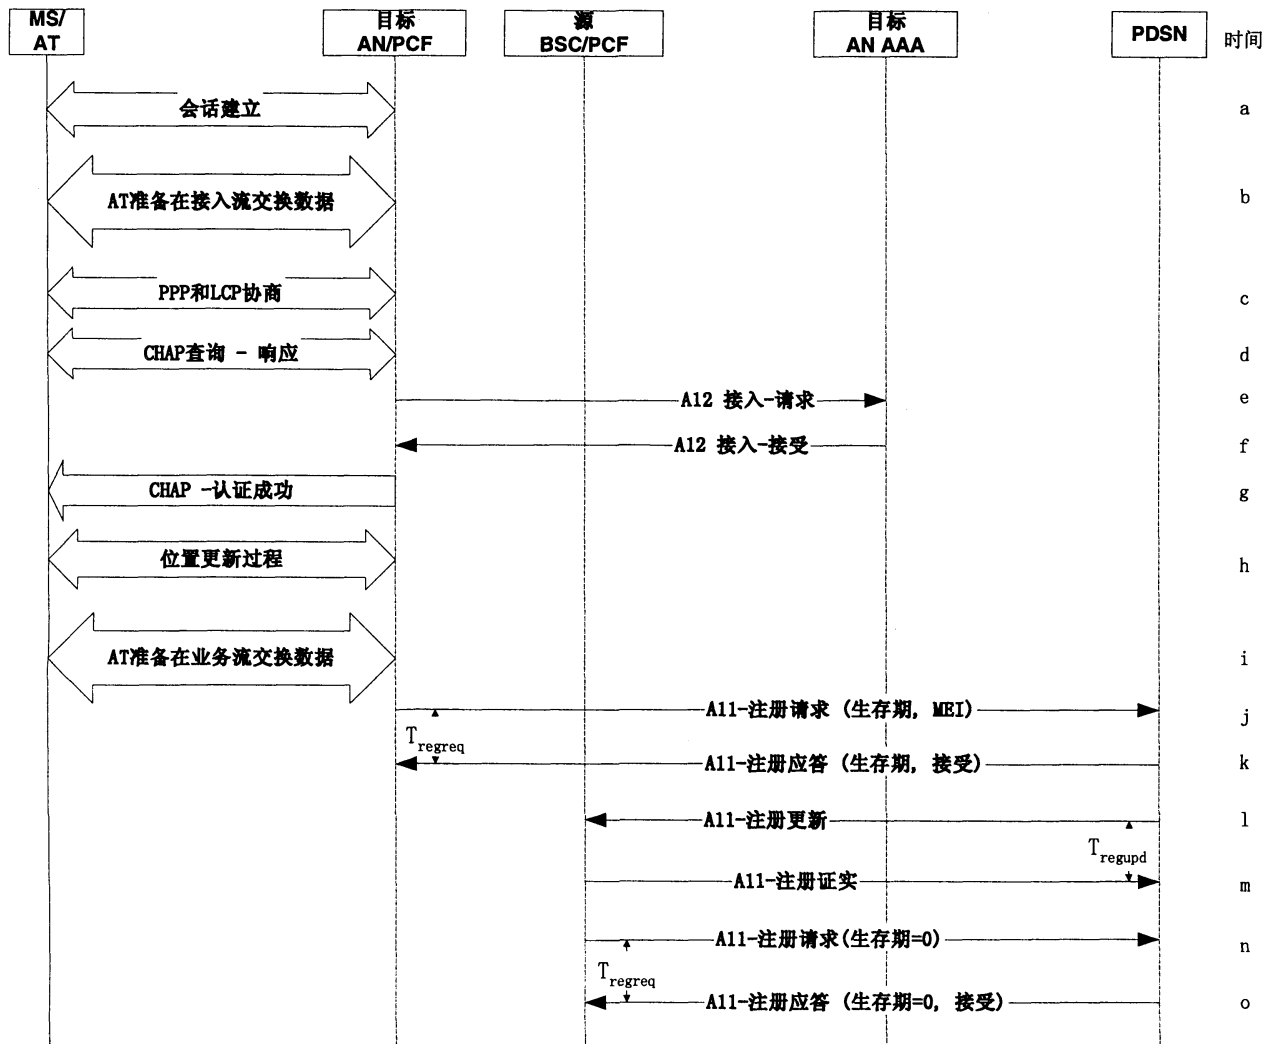 MS/
AT
目标
AN/PCF
源
BSC/PCF
目标
AN AAA
PDSN
时间
会话建立
a
AT准备在接入流交换数据
b
PPP和LCP协商
c
CHAP查询 - 响应
d
A12 接入-请求
e
A12 接入-接受
f
CHAP -认证成功
g
位置更新过程
h
AT准备在业务流交换数据
i
A11-注册请求 (生存期, MEI)
j
Tregreq
A11-注册应答 (生存期, 接受)
k
A11-注册更新
l
Tregupd
A11-注册证实
m
A11-注册请求(生存期=0)
n
Tregreq
A11-注册应答 (生存期=0, 接受)
o